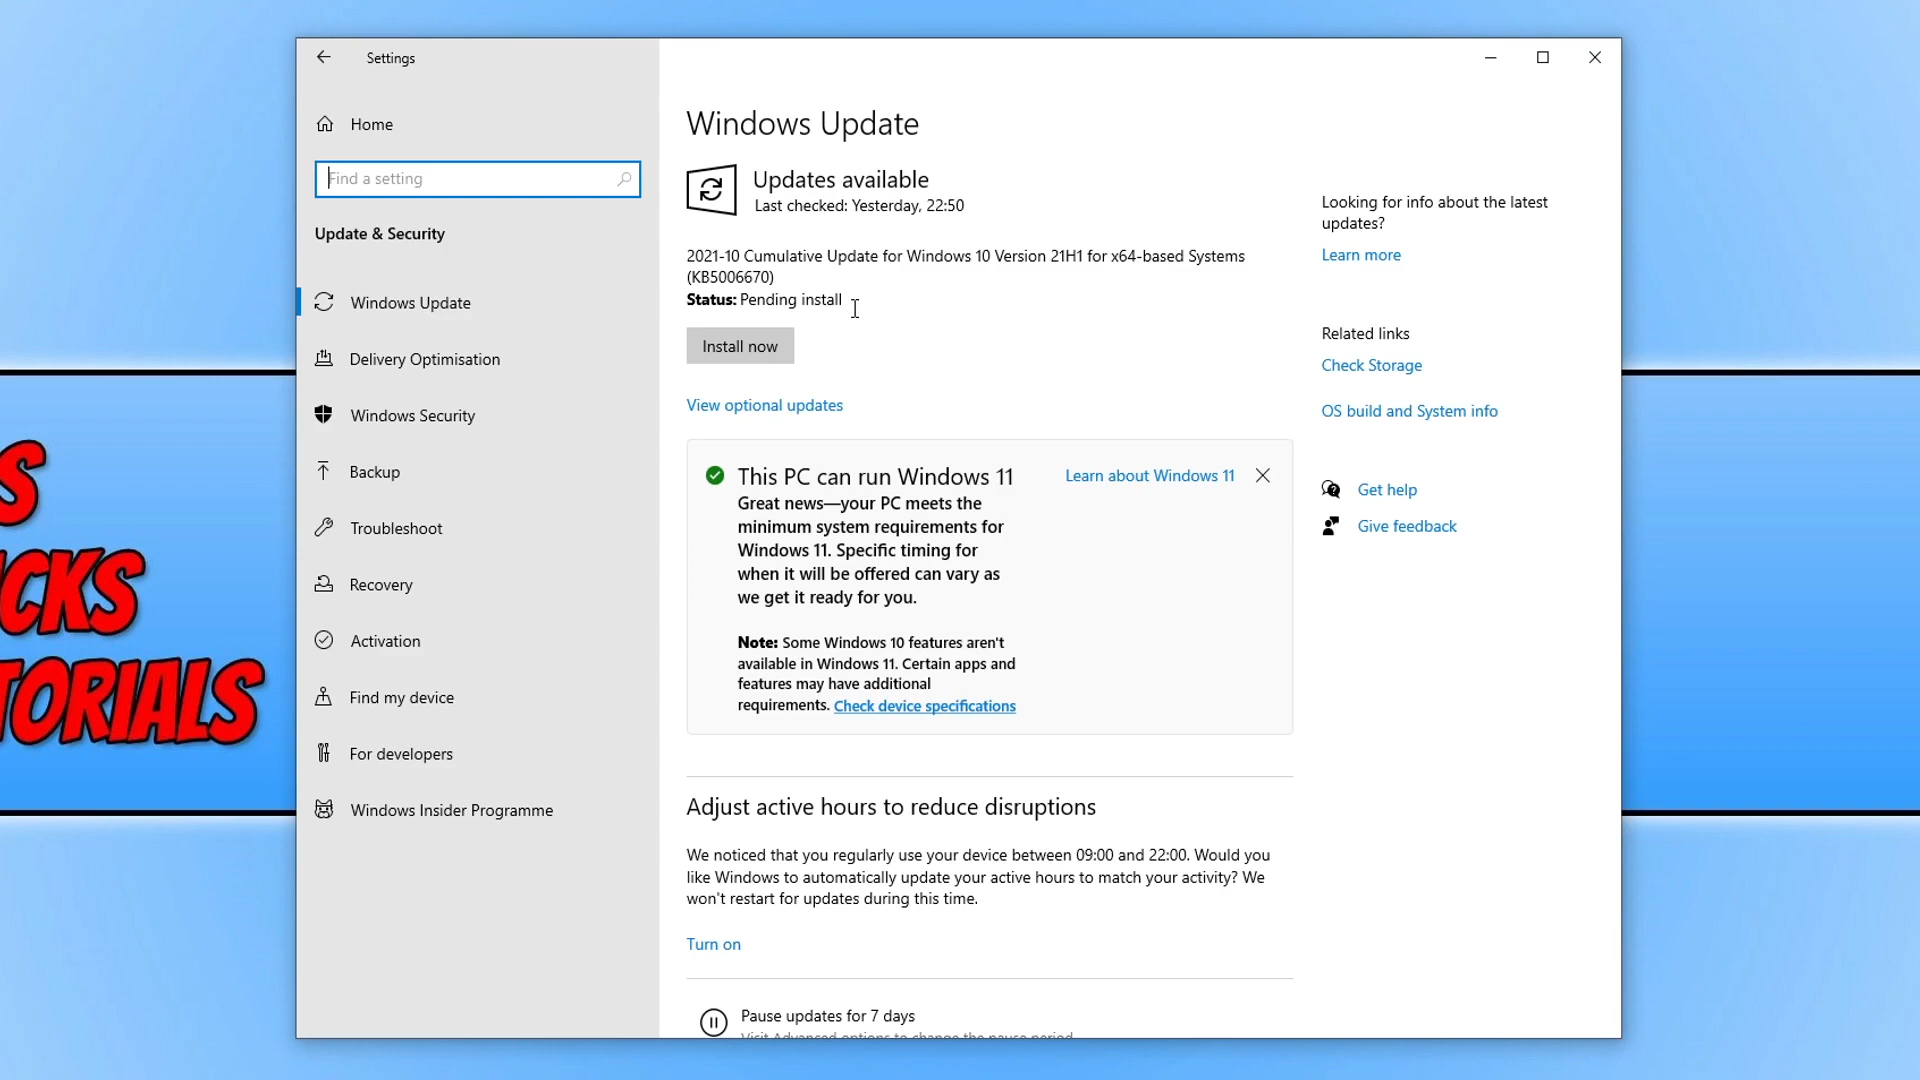 Settings
Home
Find a setting
Update & Security
Windows Update
Delivery Optimisation
Windows Security
Backup
Troubleshoot
Recovery
Activation
Find my device
For developers
Windows Insider Programme
Windows Update
Updates available
Last checked: Yesterday, 22:50
2021-10 Cumulative Update for Windows 10 Version 21H1 for x64-based Systems
(KB5006670)
Status: Pending install
Install now
View optional updates
This PC can run Windows 11
Learn about Windows 11
Great news—your PC meets the
minimum system requirements for
Windows 11. Specific timing for
when it will be offered can vary as
we get it ready for you.
Note: Some Windows 10 features aren't
available in Windows 11. Certain apps and
features may have additional
requirements. Check device specifications
Adjust active hours to reduce disruptions
We noticed that you regularly use your device between 09:00 and 22:00. Would you
like Windows to automatically update your active hours to match your activity? We
won't restart for updates during this time.
Turn on
Pause updates for 7 days
Visit Advanced options to change the pause period
Looking for info about the latest
updates?
Learn more
Related links
Check Storage
OS build and System info
Get help
Give feedback
S
CKS
TORIALS